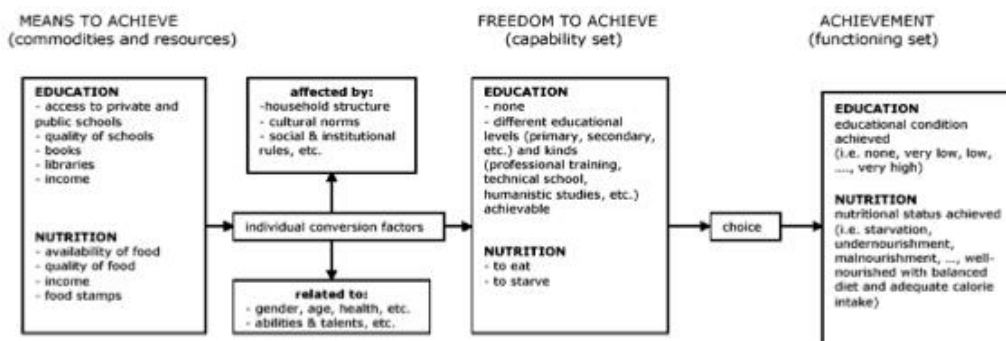 MEANS TO ACHIEVE
(commodities and resources)
FREEDOM TO ACHIEVE
(capability set)
ACHIEVEMENT
(functioning set)
EDUCATION
- access to private and
public schools
- quality of schools
- books
- libraries
- income
NUTRITION
- availability of food
- quality of food
- income
- food stamps
affected by:
-household structure
- cultural norms
- social & institutional
rules, etc.
individual conversion factors
related to:
- gender, age, health, etc.
- abilities & talents, etc.
EDUCATION
- none
- different educational
levels (primary, secondary,
etc.) and kinds
(professional training,
technical school,
humanistic studies, etc.)
achievable
NUTRITION
- to eat
- to starve
choice
EDUCATION
educational condition
achieved
(i.e. none, very low, low,
...., very high)
NUTRITION
nutritional status achieved
(i.e. starvation,
undernourishment,
malnourishment, ..., well-
nourished with balanced
diet and adequate calorie
intake)